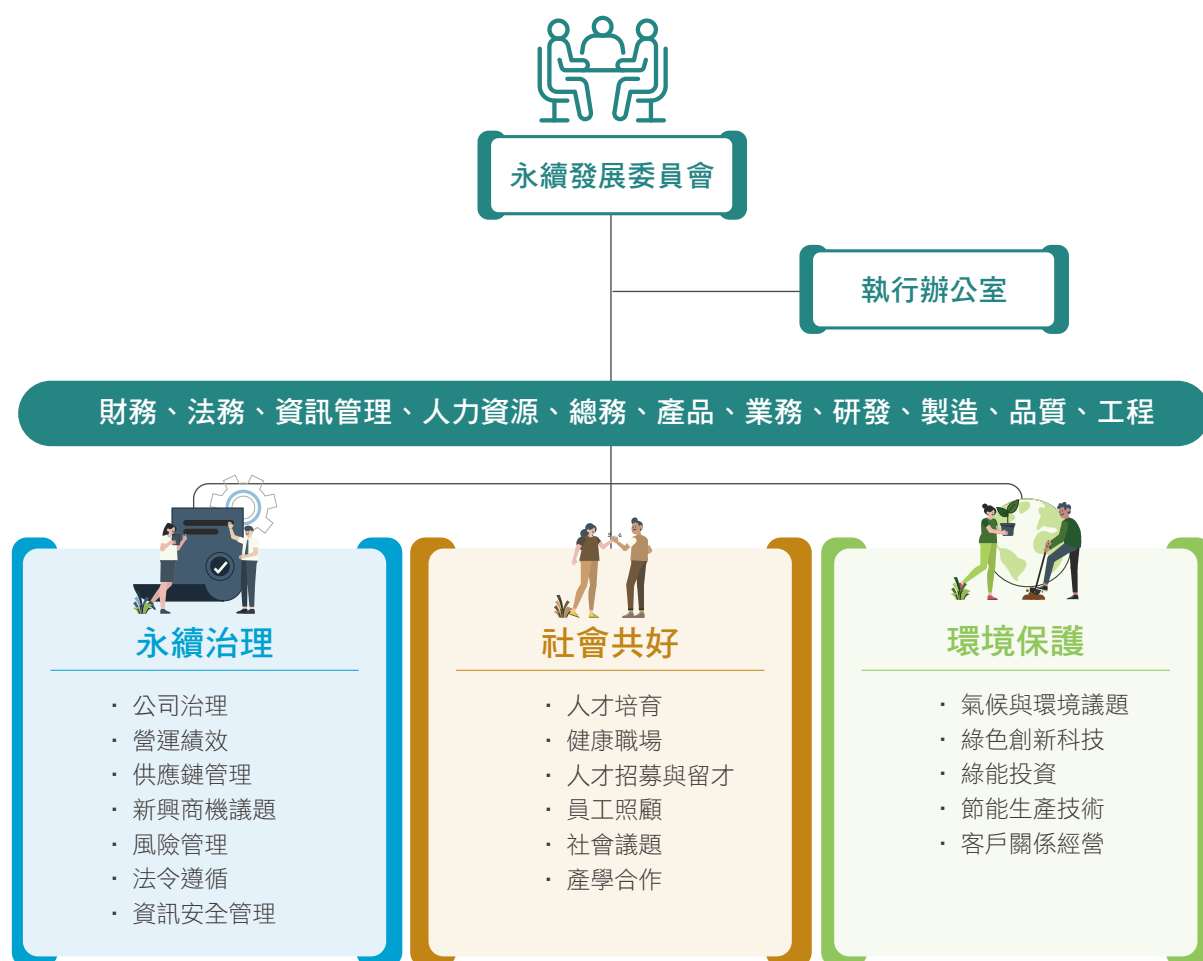 永續發展委員會
執行辦公室
財務、法務、資訊管理、人力資源、總務、產品、業務、研發、製造、品質、工程
永續治理
・公司治理
・營運績效
・供應鏈管理
・新興商機議題
・風險管理
・法令遵循
・資訊安全管理
社會共好
・人才培育
・健康職場
・人才招募與留才
・員工照顧
・社會議題
・產學合作
環境保護
・氣候與環境議題
・綠色創新科技
・綠能投資
・節能生產技術
・客戶關係經營